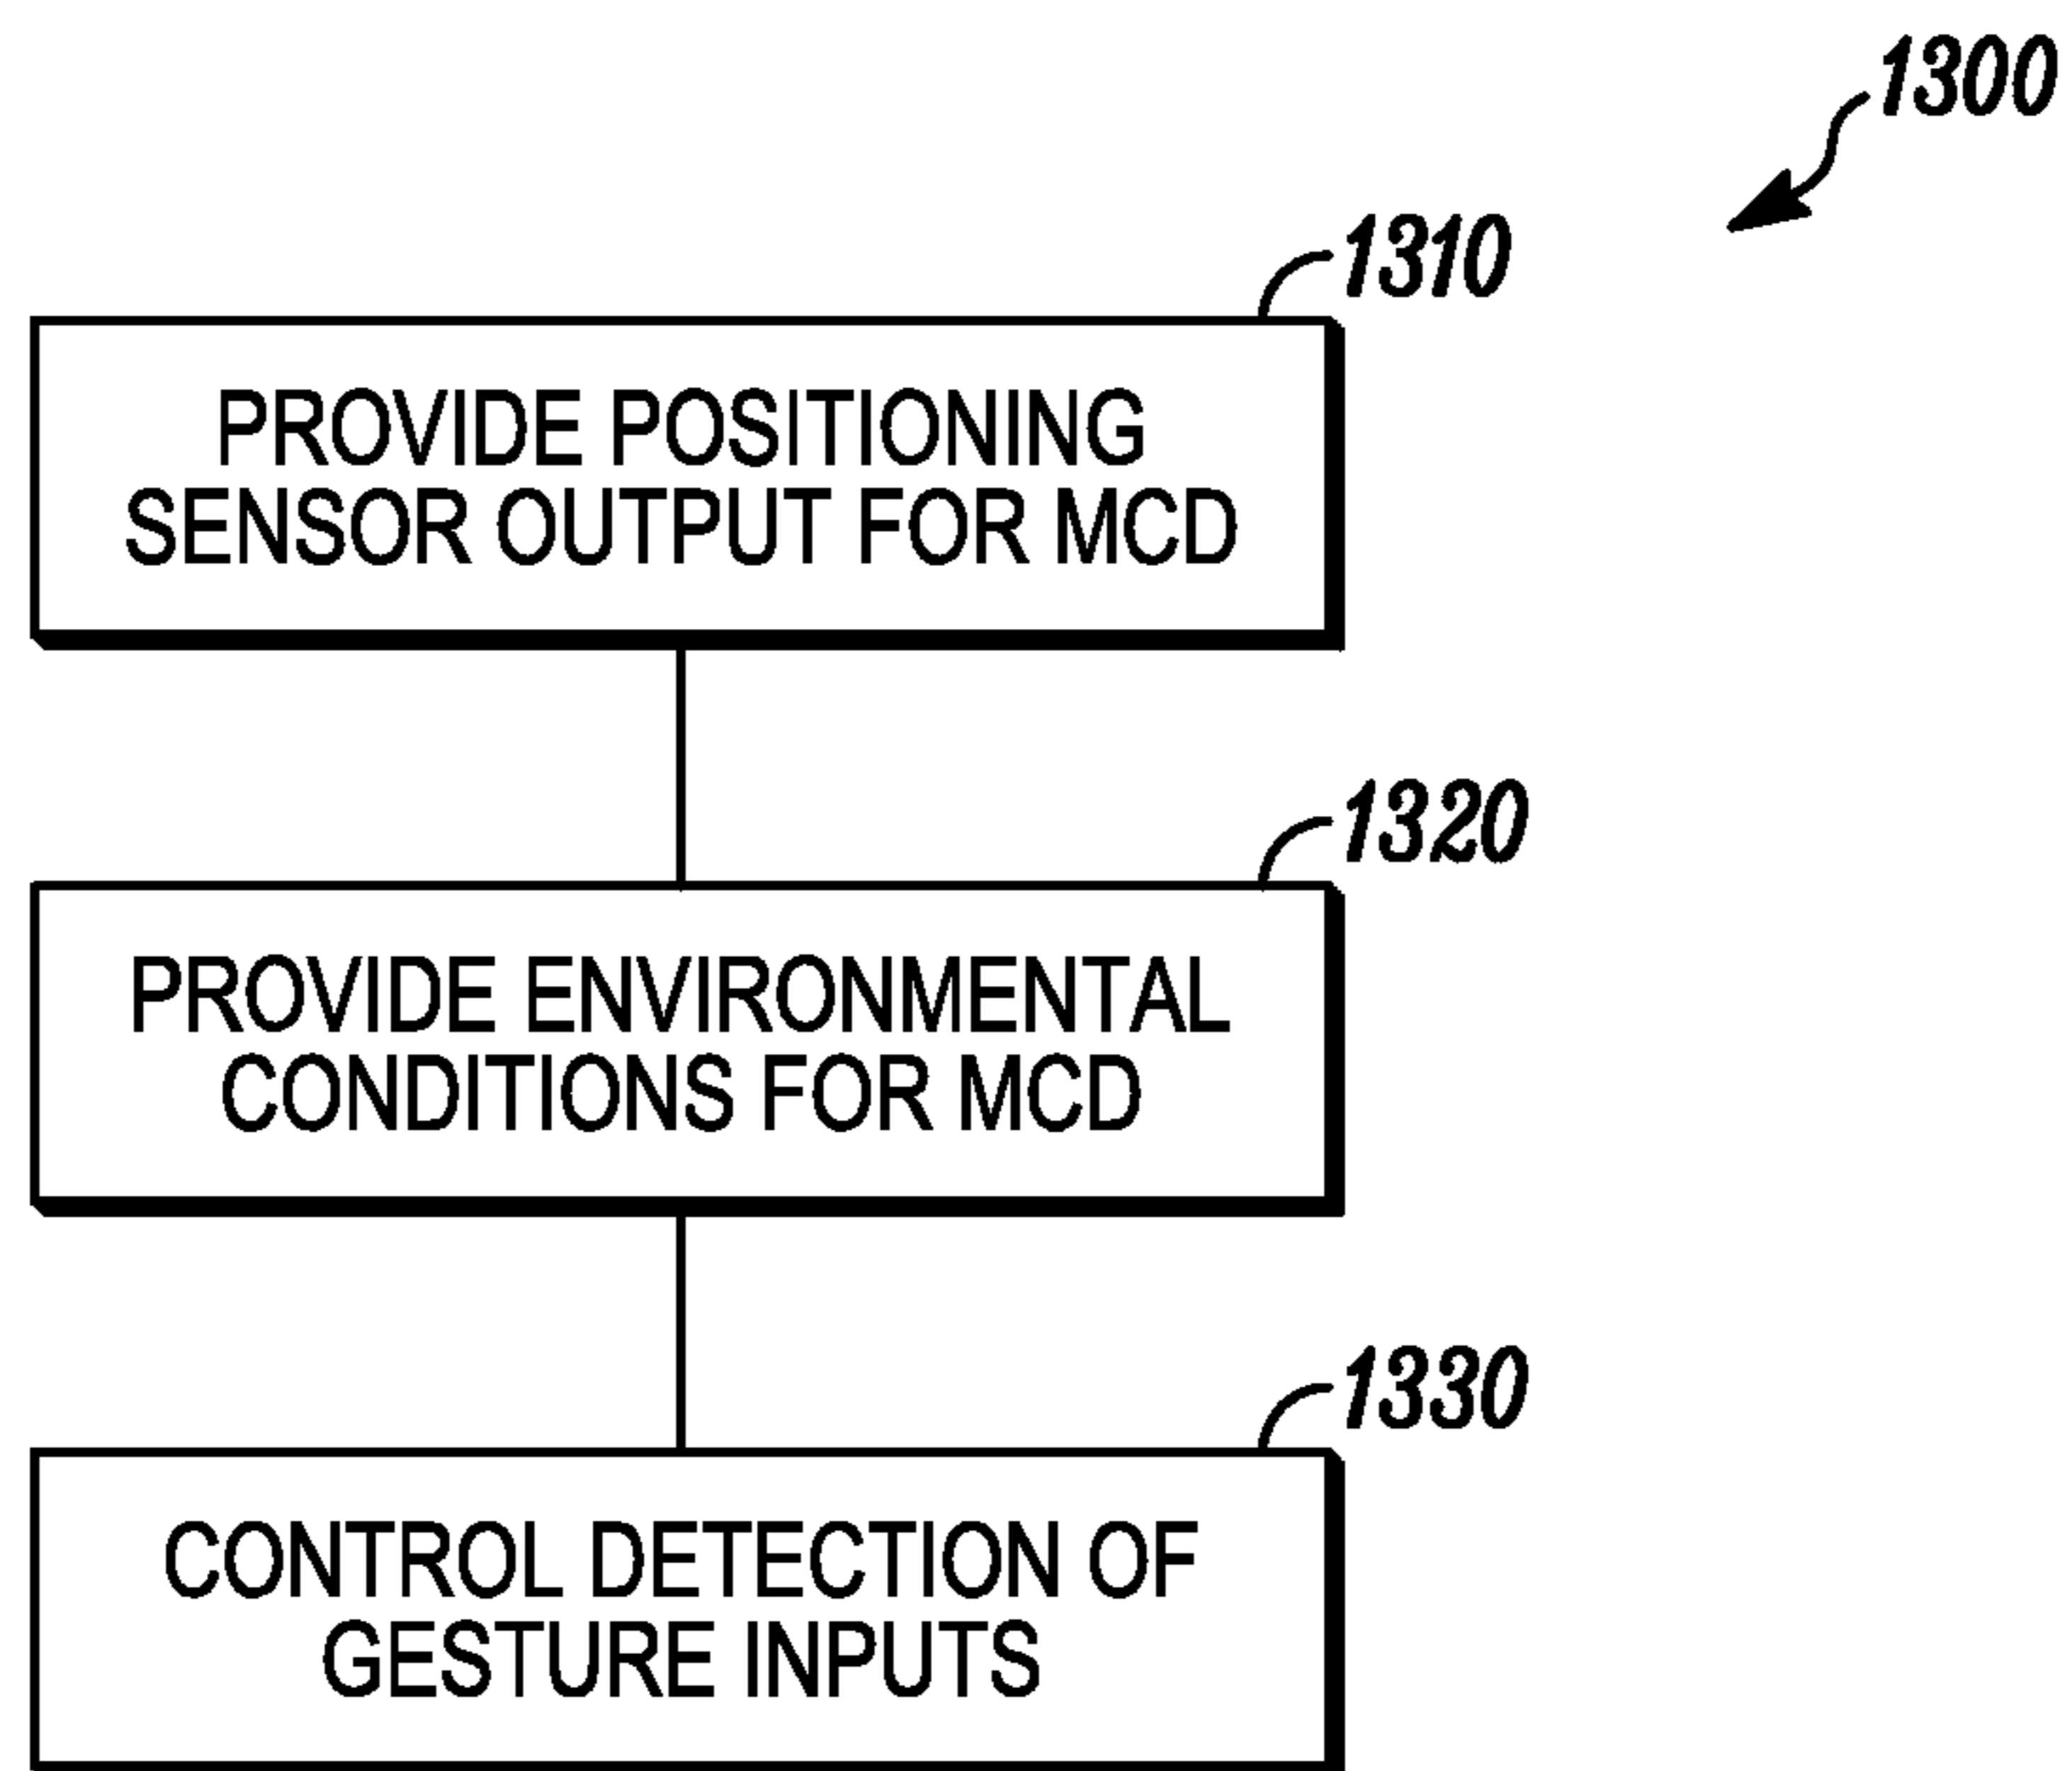 1300
1310
PROVIDE POSITIONING
SENSOR OUTPUT FOR MCD
1320
PROVIDE ENVIRONMENTAL
CONDITIONS FOR MCD
1330
CONTROL DETECTION OF
GESTURE INPUTS